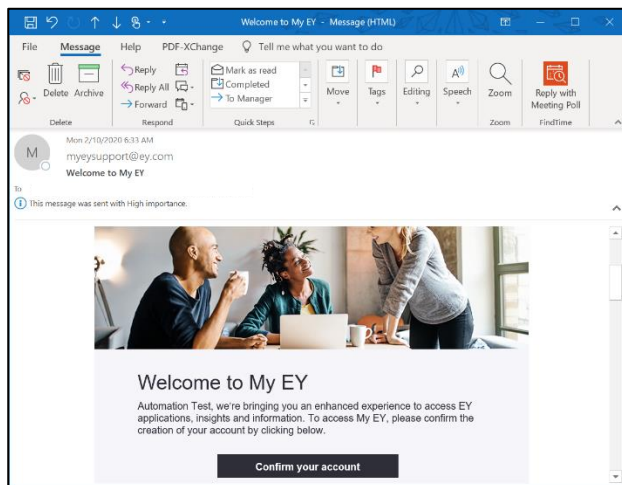 Welcome to My EY - Message (HTML)
File Message Help PDF-XChange Tell me what you want to do
Delete Archive
Reply
Reply All
Forward
Mark as read
Completed
To Manager
Move
Tags
Editing
Speech
Zoom
Reply with
Meeting Poll
Delete Respond Quick Steps Zoom FindTime
Mon 2/10/2020 6:33 AM
M
myeysupport@ey.com
Welcome to My EY
To
This message was sent with High importance.
Welcome to My EY
Automation Test, we're bringing you an enhanced experience to access EY
applications, insights and information. To access My EY, please confirm the
creation of your account by clicking below.
Confirm your account